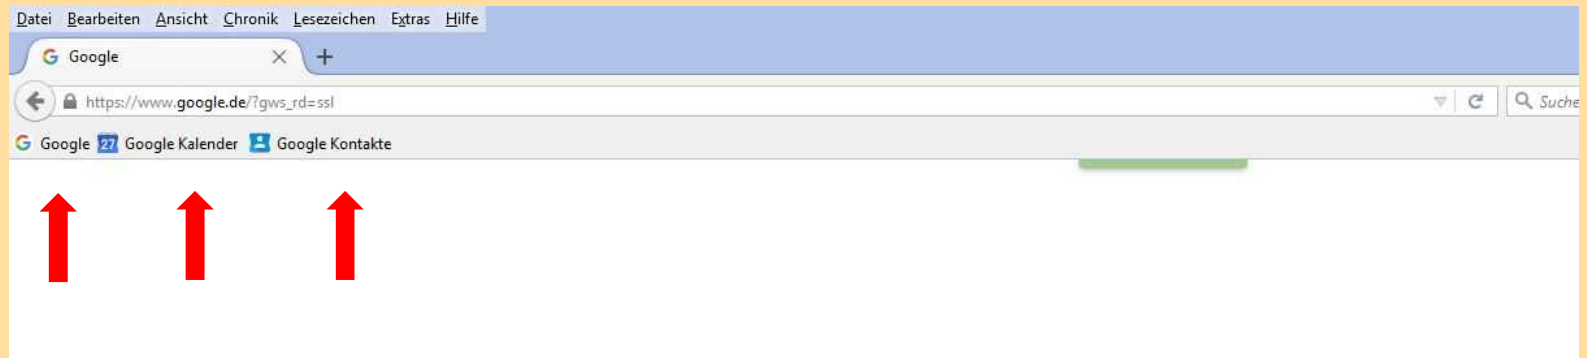 Datei Bearbeiten Ansicht Chronik Lesezeichen Extras Hilfe
Google
https://www.google.de/?gws_rd=ssl Suche
Google 27 Google Kalender Google Kontakte